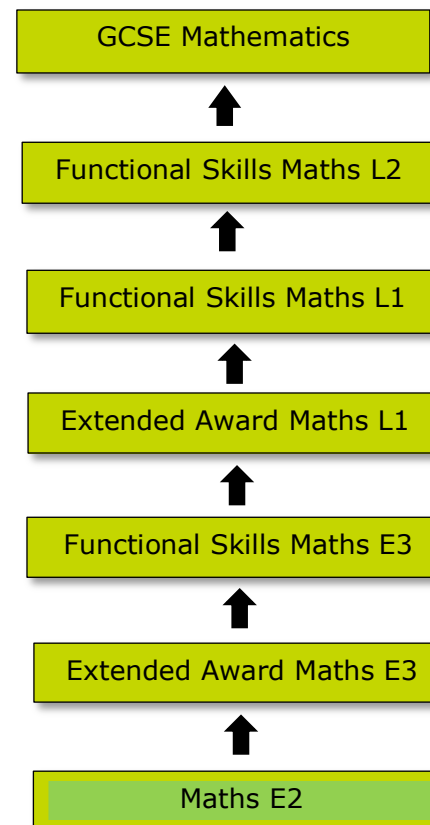 GCSE Mathematics
Functional Skills Maths L2
Functional Skills Maths L1
Extended Award Maths L1
Functional Skills Maths E3
Extended Award Maths E3
Maths E2